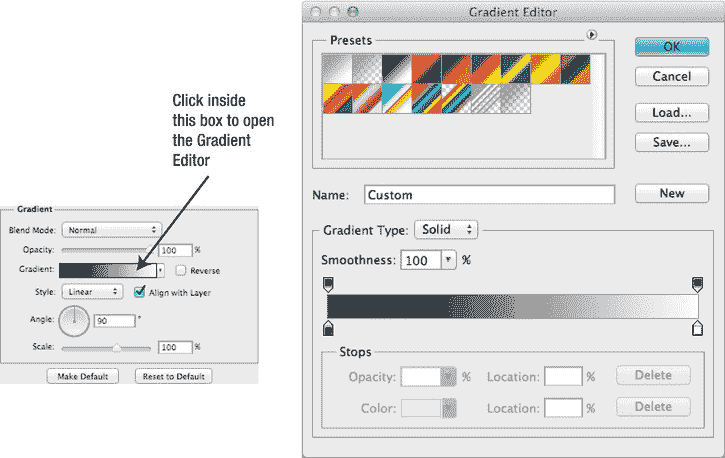 Click inside
this box to open
the Gradient
Editor
Gradient
Blend Mode: Normal
Opacity: 100 %
Gradient: Reverse
Style: Linear Align with Layer
Angle: 90 °
Scale: 100 %
Make Default Reset to Default
Gradient Editor
Presets
OK
Cancel
Load...
Save...
Name: Custom New
Gradient Type: Solid
Smoothness: 100 %
Stops
Opacity: % Location: % Delete
Color: Location: % Delete